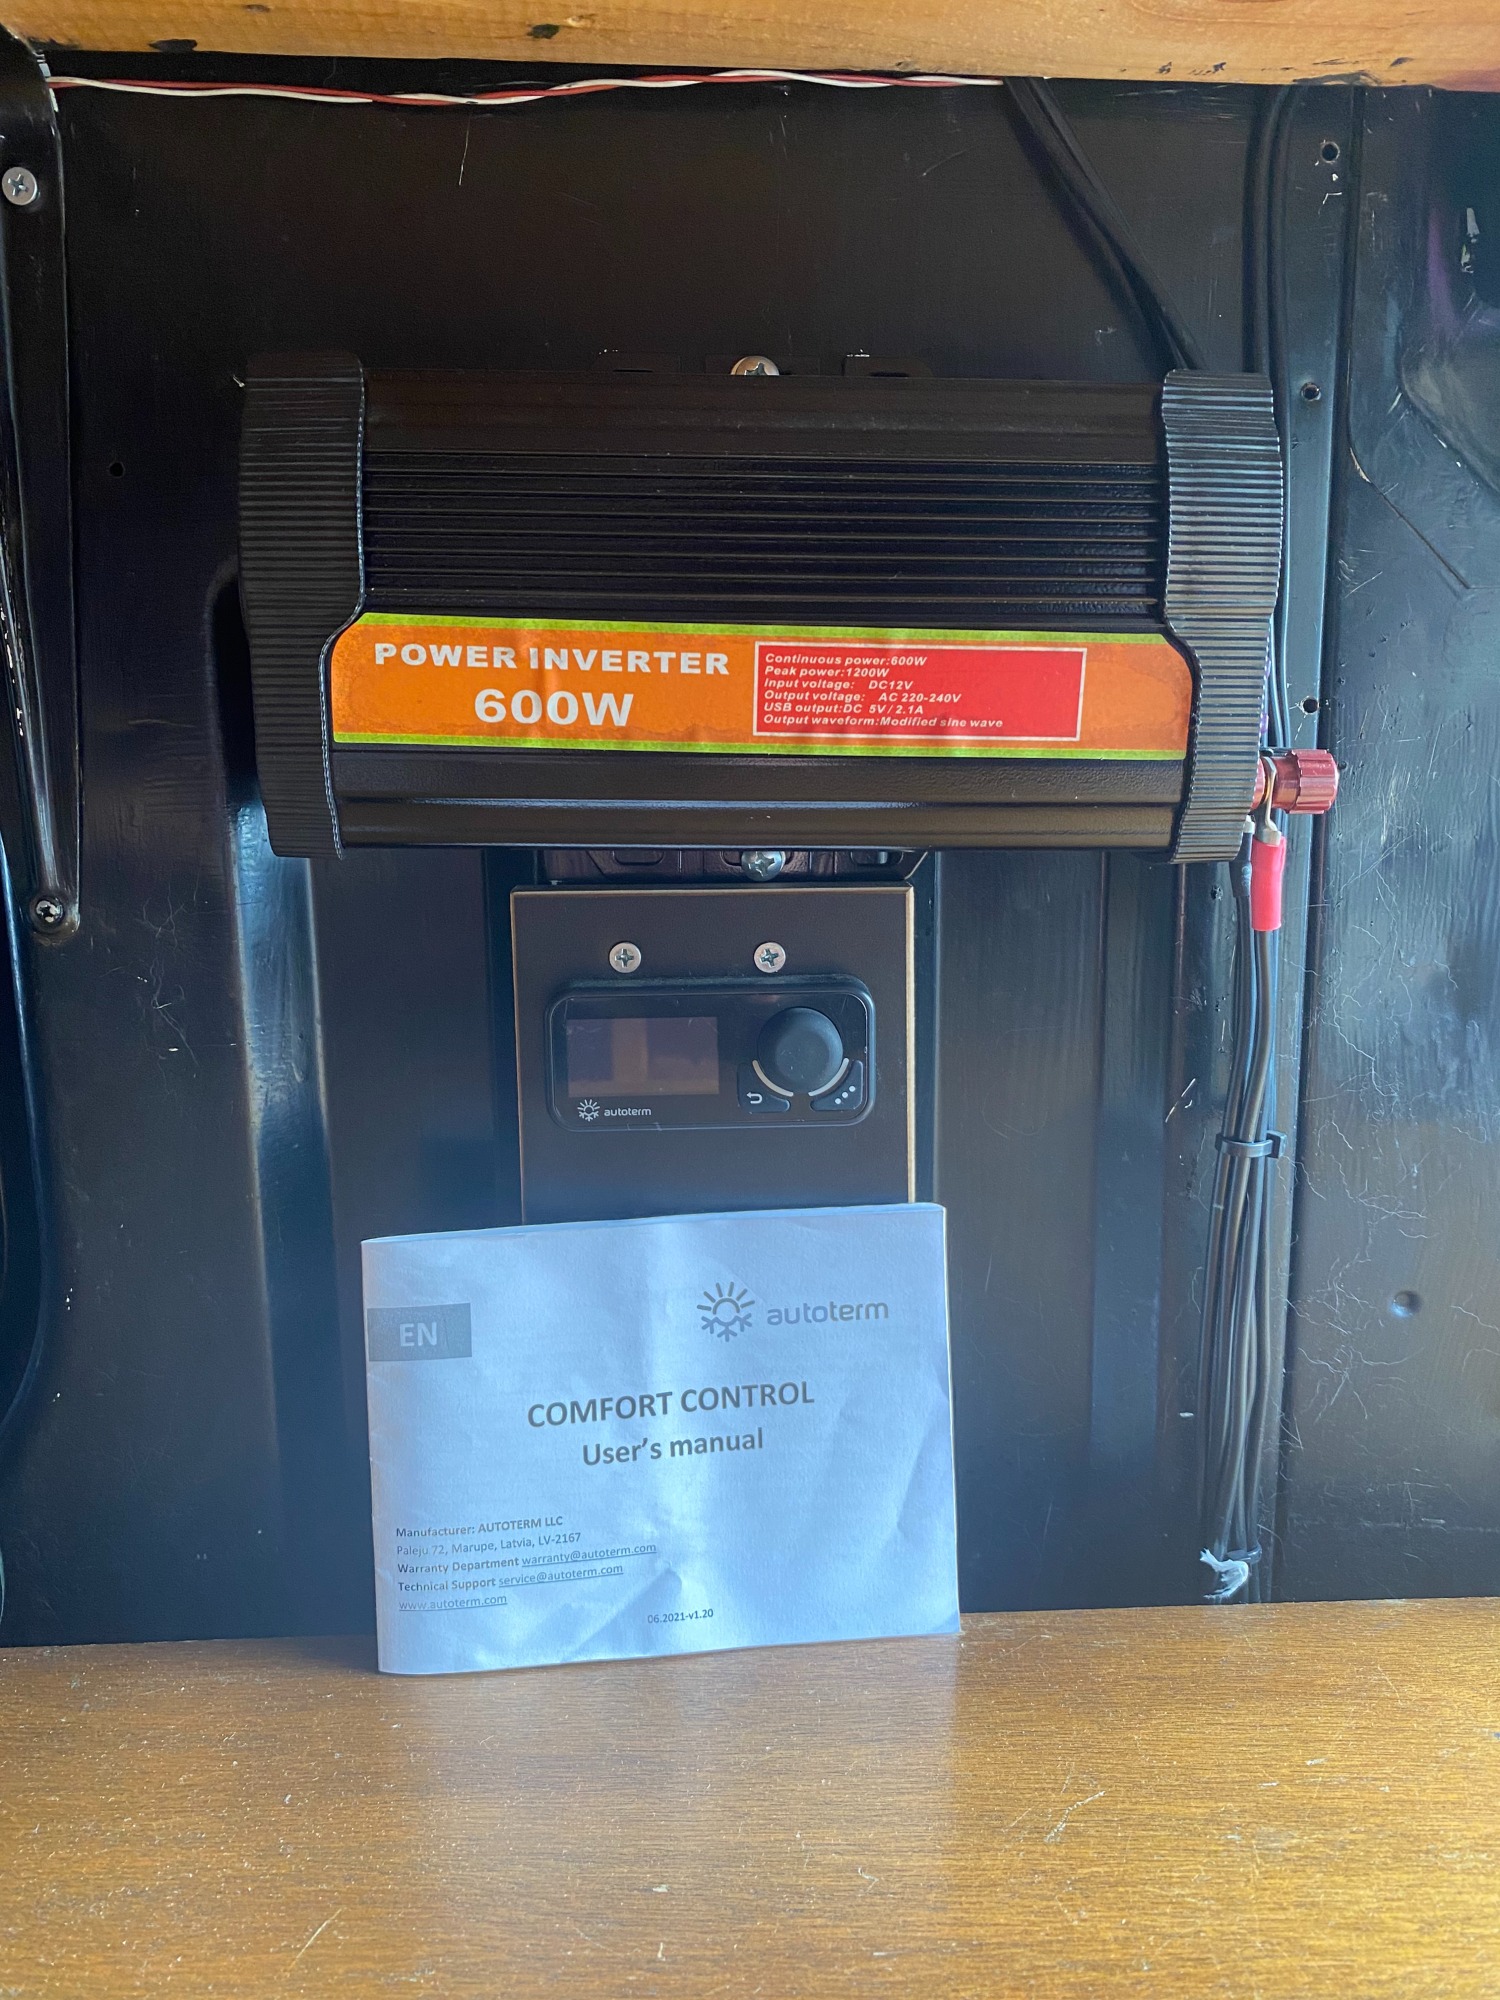 POWER INVERTER
600W
Continuous power:600W
Peak power:1200W
Input voltage: DC12V
Output voltage: AC 220-240V
USB output:DC 5V/2.1A
Output waveform:Modified sine wave
autoterm
EN
autoterm
COMFORT CONTROL
User's manual
Manufacturer: AUTOTERM LLC
Paleju 72, Marupe, Latvia, LV-2167
Warranty Department warranty@autoterm.com
Technical Support service@autoterm.com
www.autoterm.com
06.2021-v1.20